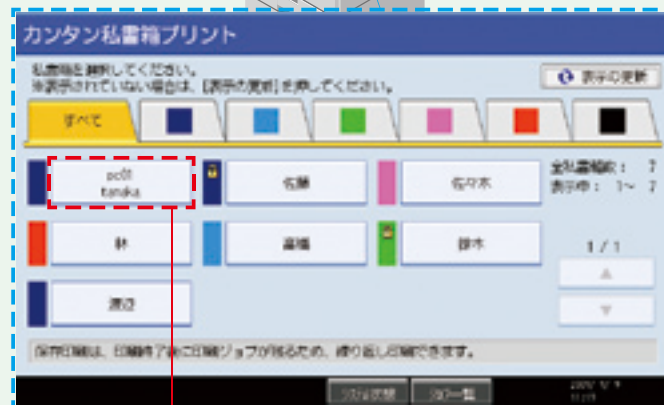 カンタン私書箱プリント
私書箱を選択してください。
※表示されていない場合は、[表示の更新]を押してください。
表示の更新
すべて
pc01
tanaka
佐藤
佐々木
全私書箱数： 7
表示中： 1～ 7
林
高橋
鈴木
1/1
渡辺
保存印刷は、印刷終了後に印刷ジョブが残るため、繰り返し印刷できます。
システム状態
ジョブ一覧